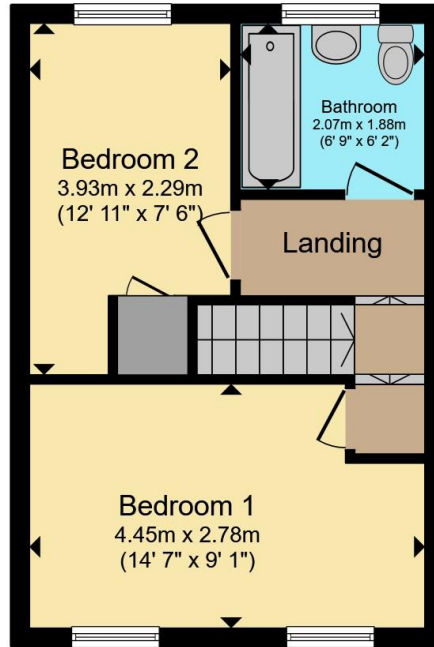 Bathroom
2.07m x 1.88m
(6' 9" x 6' 2")
Bedroom 2
3.93m x 2.29m
(12' 11" x 7' 6")
Landing
Bedroom 1
4.45m x 2.78m
(14' 7" x 9' 1")